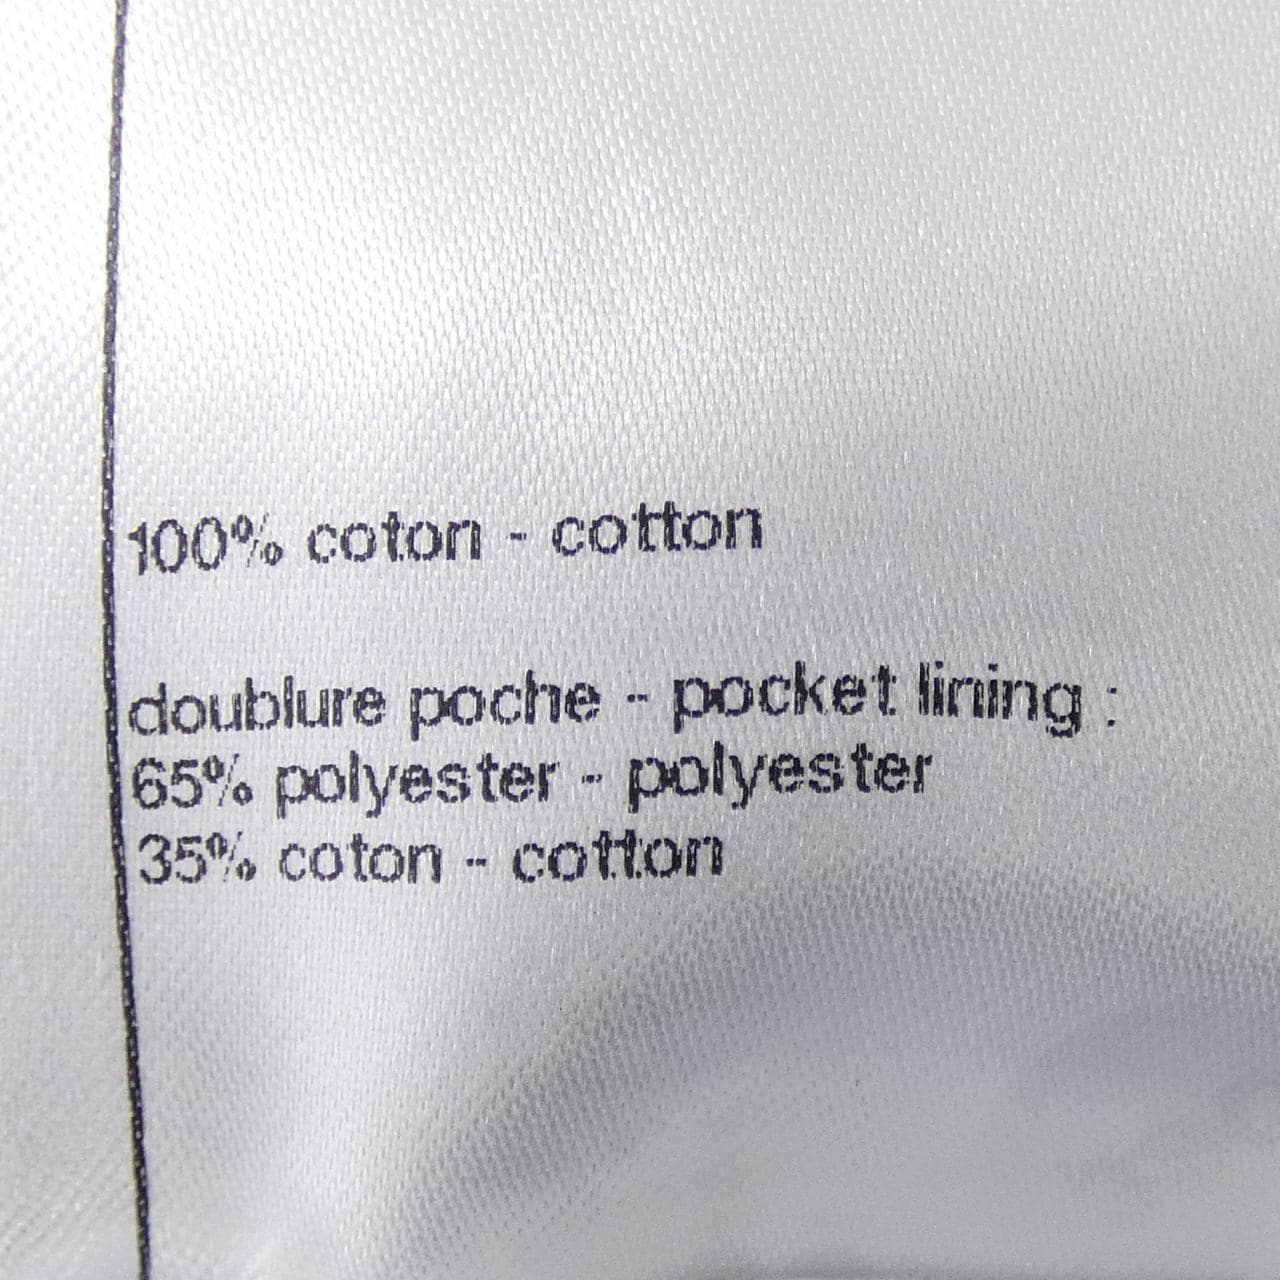 100% coton - cotton
doublure poche - pocket lining :
65% polyester - polyester
35% coton - cotton